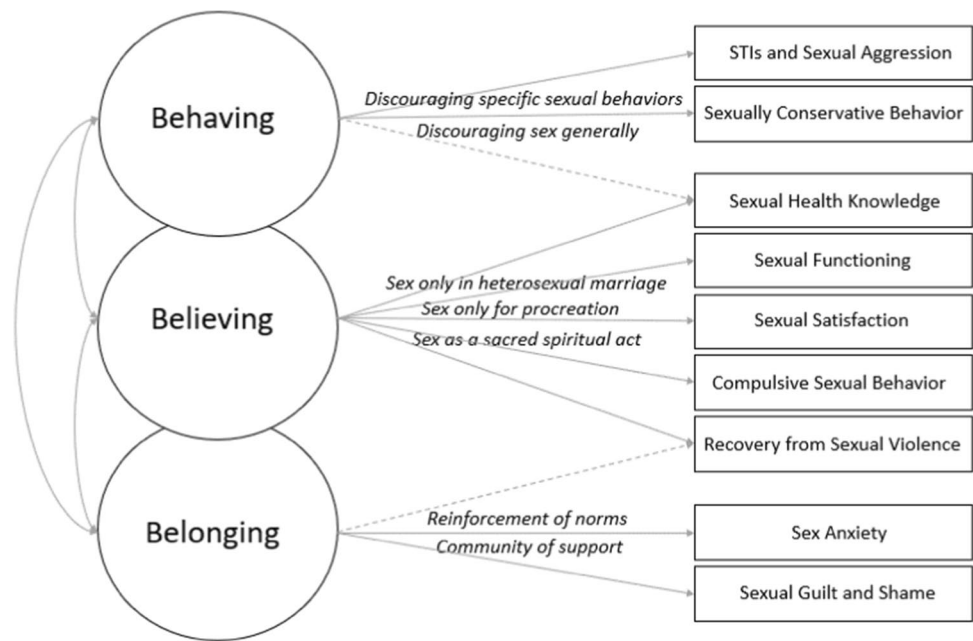 Behaving
Discouraging specific sexual behaviors
Discouraging sex generally
STIs and Sexual Aggression
Sexually Conservative Behavior
Sexual Health Knowledge
Believing
Sex only in heterosexual marriage
Sex only for procreation
Sex as a sacred spiritual act
Sexual Functioning
Sexual Satisfaction
Compulsive Sexual Behavior
Recovery from Sexual Violence
Belonging
Reinforcement of norms
Community of support
Sex Anxiety
Sexual Guilt and Shame